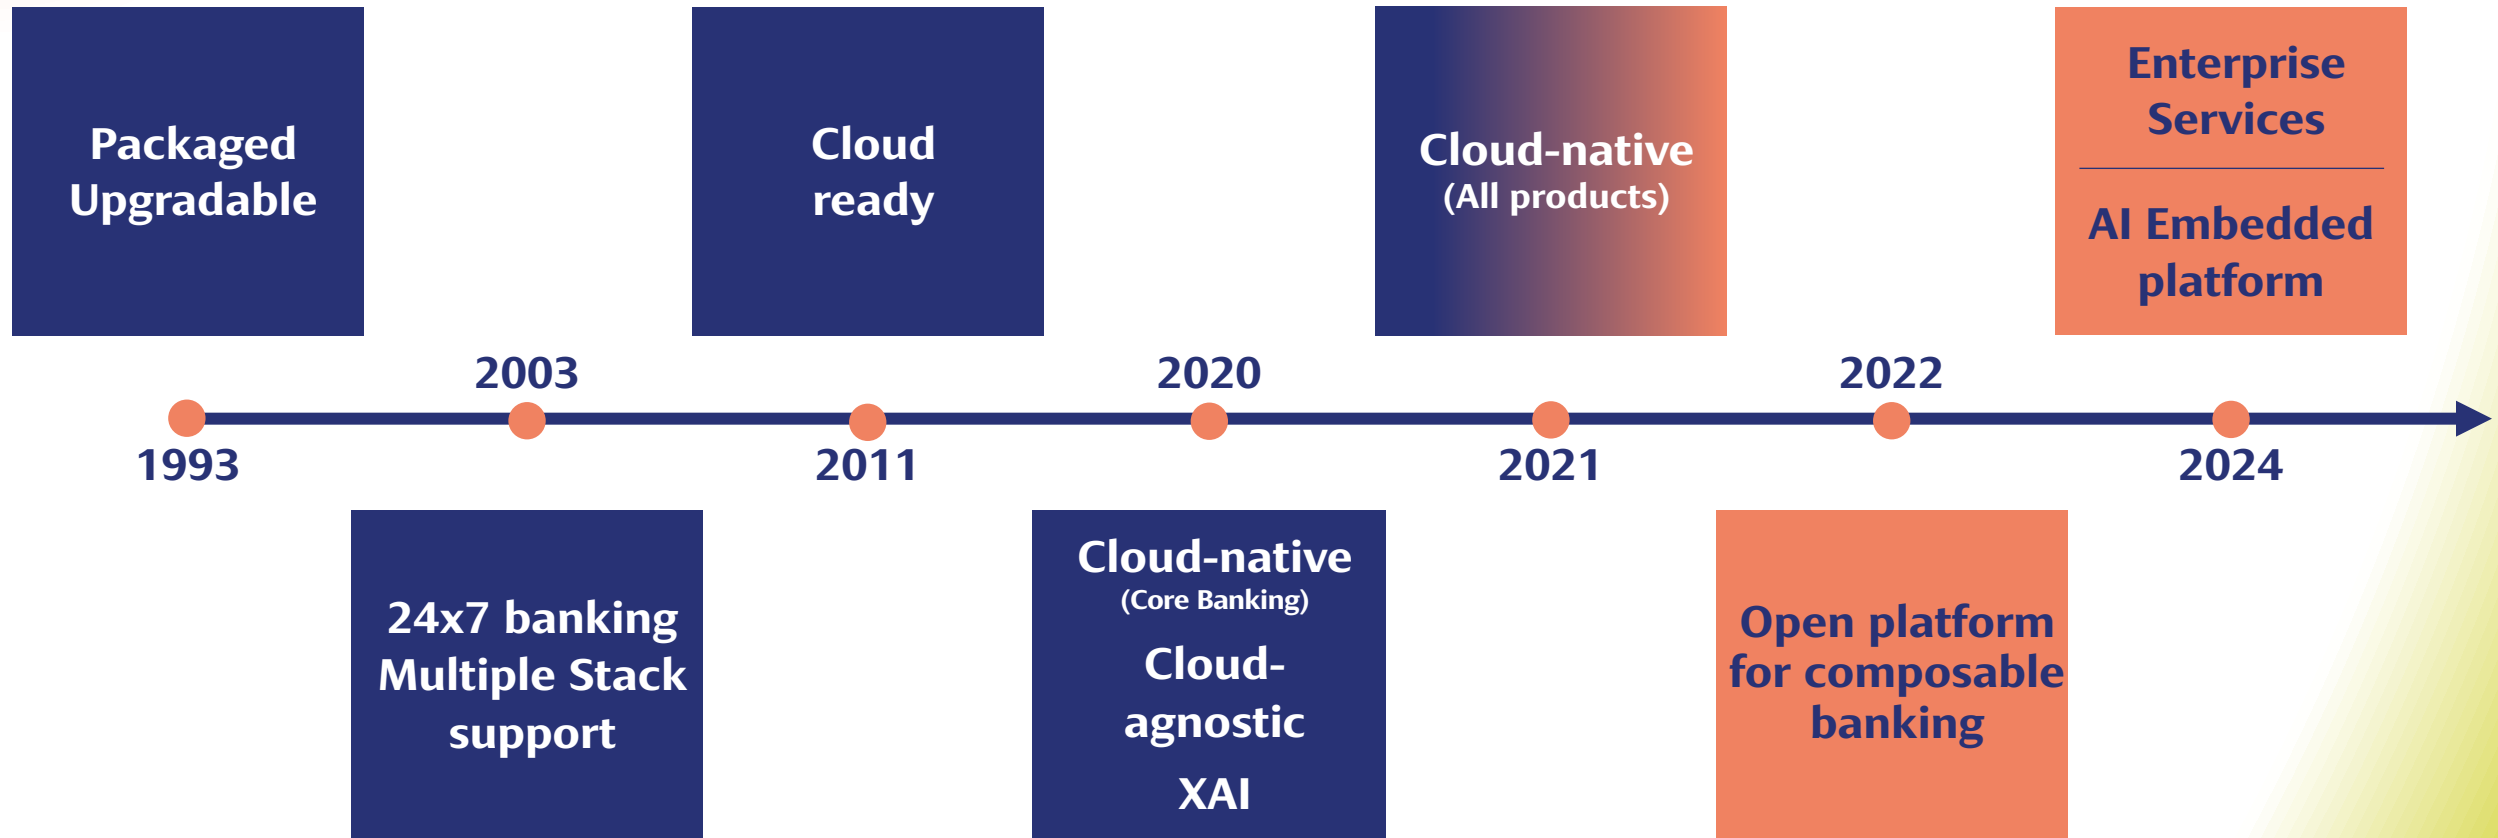 Packaged
Upgradable
Cloud
ready
Cloud-native
(All products)
Enterprise
Services
AI Embedded
platform
2003
2020
2022
1993
2011
2021
2024
24x7 banking
Multiple Stack
support
Cloud-native
(Core Banking)
Cloud-
agnostic
XAI
Open platform
for composable
banking